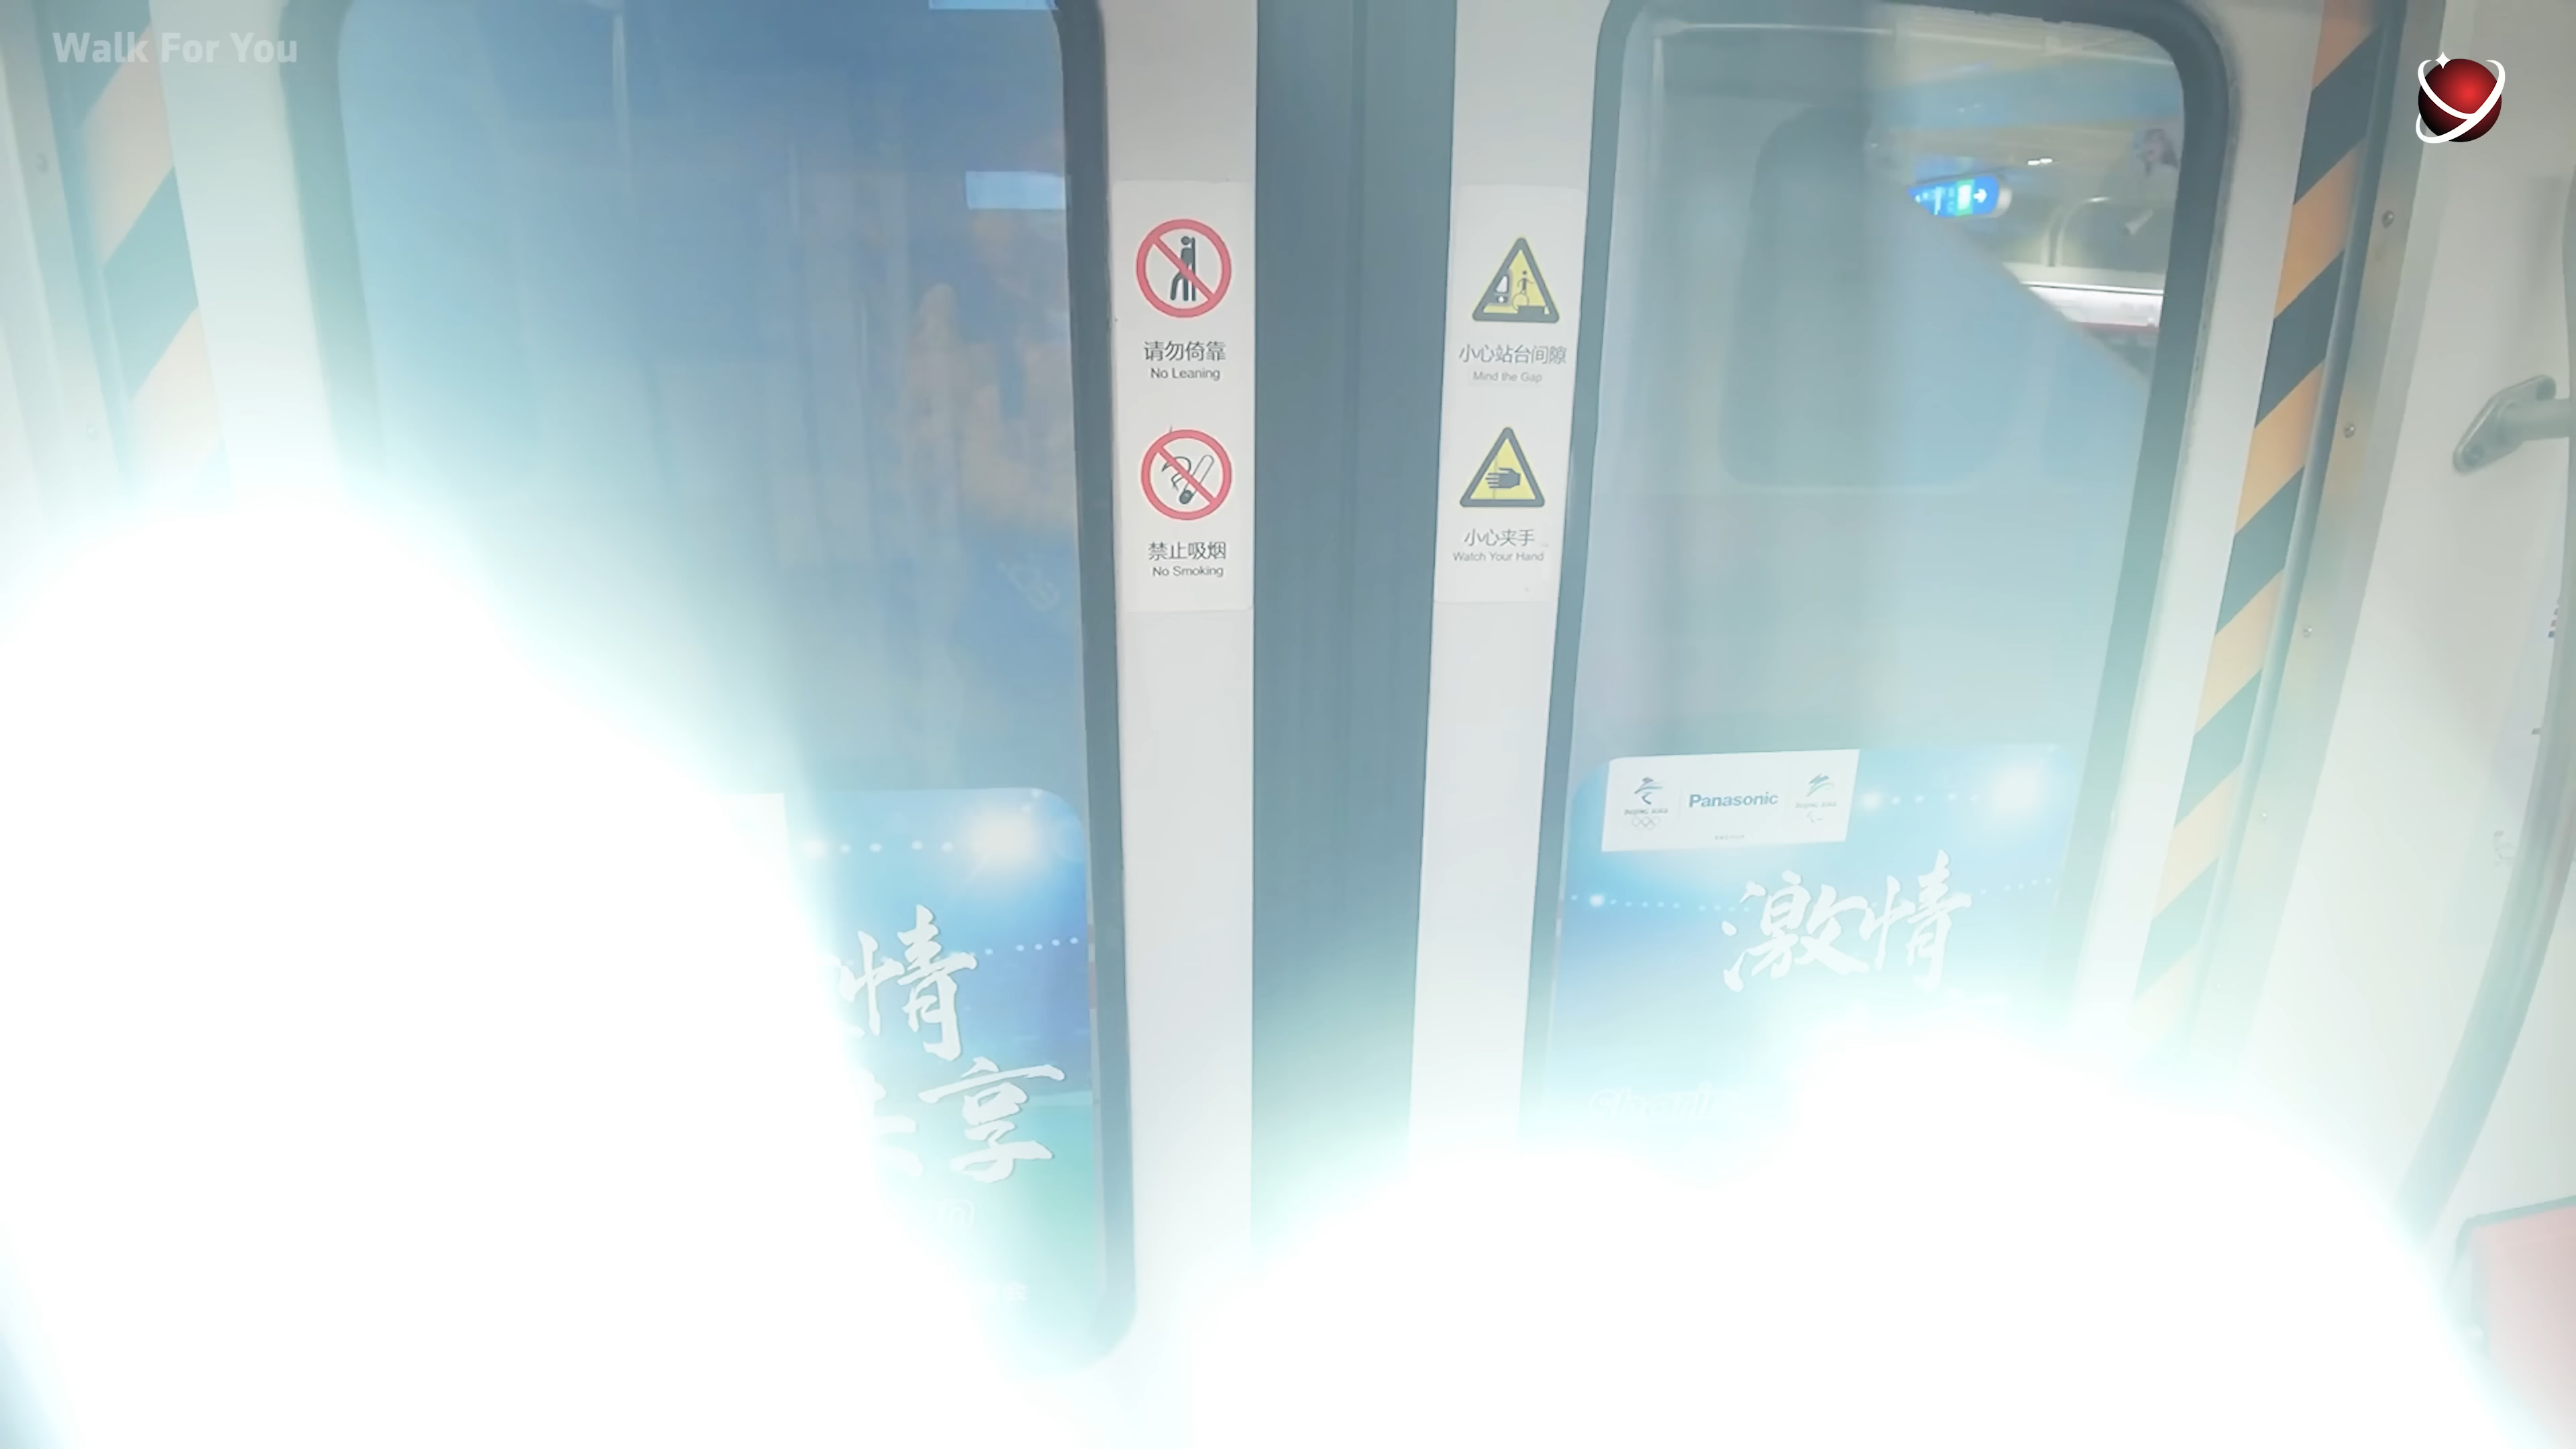 Walk For You
请勿倚靠
No Leaning
禁止吸烟
No Smoking
小心站台间隙
Mind the Gap
小心夹手
Watch Your Hand
情
享
Panasonic
激情